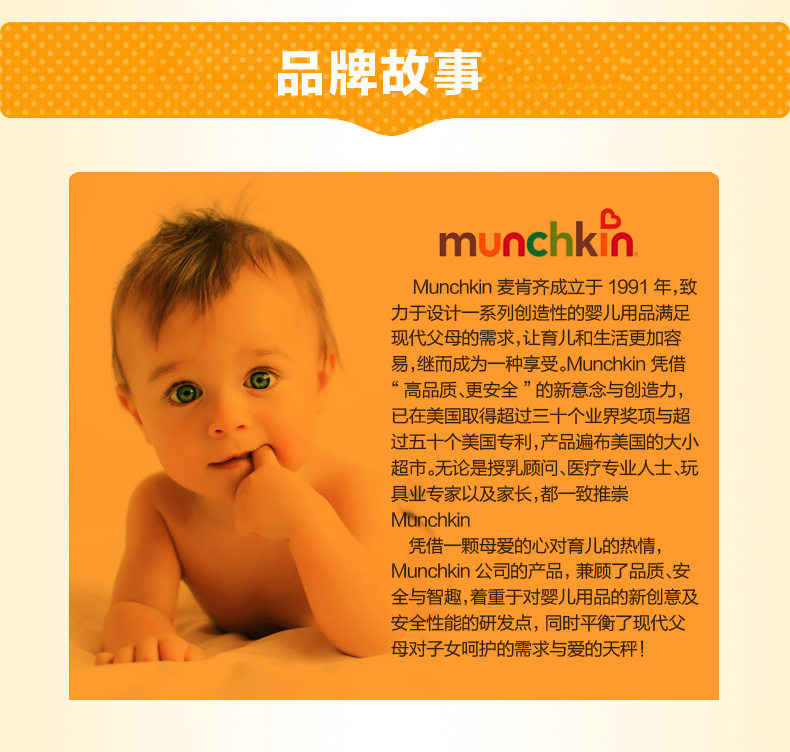 品牌故事
munchkin
Munchkin 麦肯齐成立于 1991 年,致
力于设计一系列创造性的婴儿用品满足
现代父母的需求,让育儿和生活更加容
易,继而成为一种享受。Munchkin 凭借
“ 高品质、更安全 ” 的新意念与创造力,
已在美国取得超过三十个业界奖项与超
过五十个美国专利,产品遍布美国的大小
超市。无论是授乳顾问、医疗专业人士、玩
具业专家以及家长,都一致推崇
Munchkin
凭借一颗母爱的心对育儿的热情,
Munchkin 公司的产品, 兼顾了品质、安
全与智趣,着重于对婴儿用品的新创意及
安全性能的研发点, 同时平衡了现代父
母对子女呵护的需求与爱的天秤!